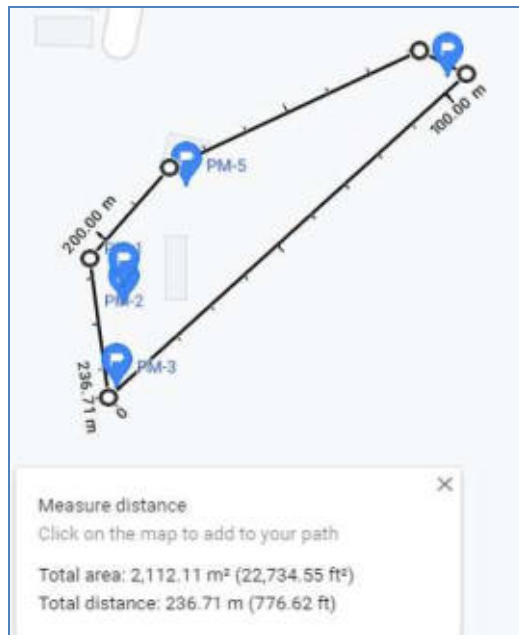 100.00 m
PM-5
200.00 m
PM-2
PM-3
236.71 m
0
Measure distance
Click on the map to add to your path
Total area: 2,112.11 m² (22,734.55 ft²)
Total distance: 236.71 m (776.62 ft)